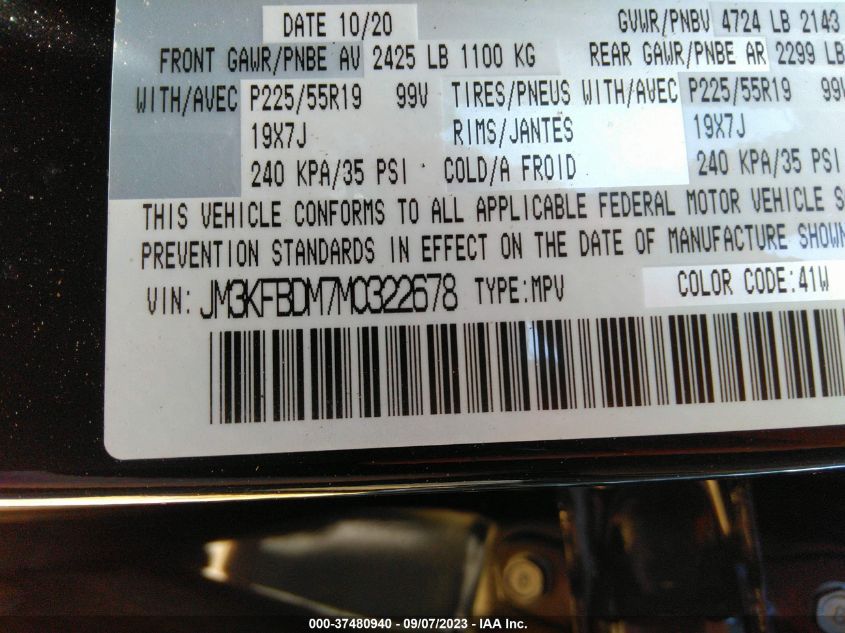 DATE 10/20 GVWR/PNBV 4724 LB 2143
FRONT GAWR/PNBE AV 2425 LB 1100 KG REAR GAWR/PNBE AR 2299 LB
WITH/AVEC P225/55R19 99V TIRES/PNEUS WITH/AVEC P225/55R19 99V
19X7J RIMS/JANTES 19X7J
240 KPA/35 PSI COLD/A FROID 240 KPA/35 PSI
THIS VEHICLE CONFORMS TO ALL APPLICABLE FEDERAL MOTOR VEHICLE S
PREVENTION STANDARDS IN EFFECT ON THE DATE OF MANUFACTURE SHOWN
VIN: JM3KFBDM7M0322678 TYPE:MPV COLOR CODE:41W
000-37480940 - 09/07/2023 - IAA Inc.